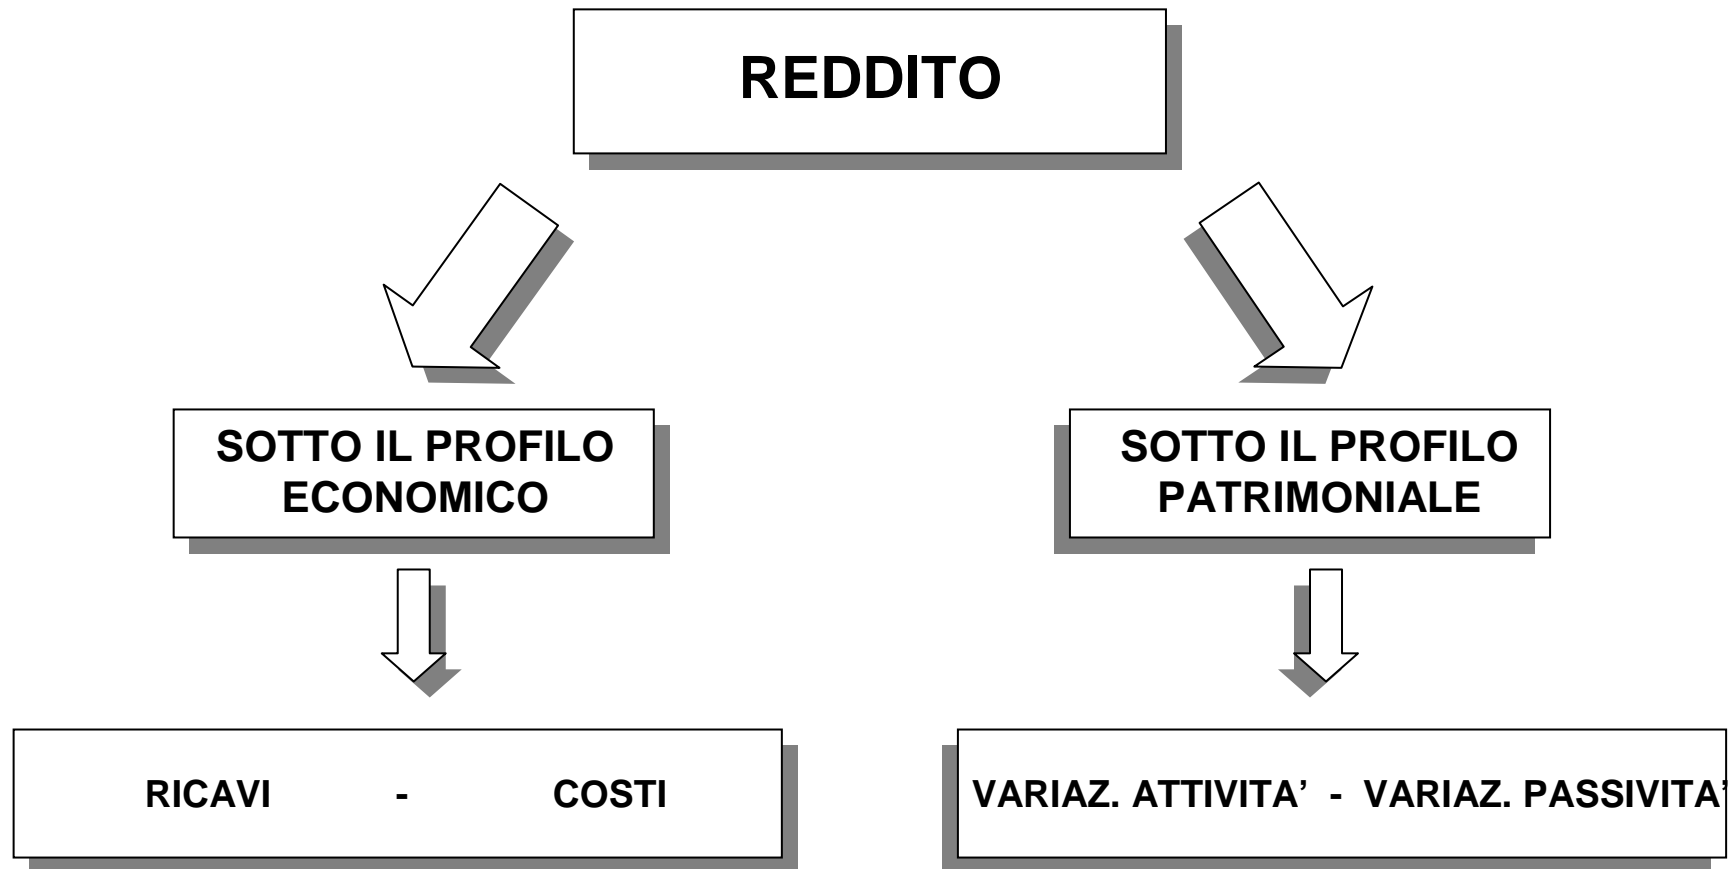 REDDITO
SOTTO IL PROFILO
ECONOMICO
SOTTO IL PROFILO
PATRIMONIALE
RICAVI - COSTI
VARIAZ. ATTIVITA’ - VARIAZ. PASSIVITA’